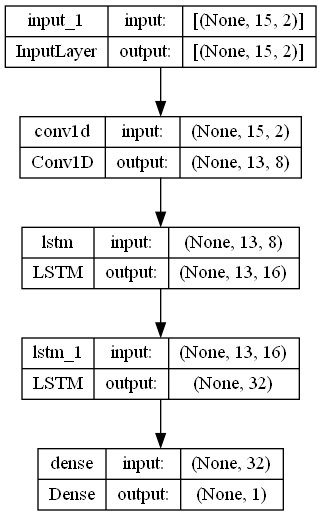 input_1 input: [(None, 15, 2)]
InputLayer output: [(None, 15, 2)]
conv1d input: (None, 15, 2)
Conv1D output: (None, 13, 8)
lstm input: (None, 13, 8)
LSTM output: (None, 13, 16)
lstm_1 input: (None, 13, 16)
LSTM output: (None, 32)
dense input: (None, 32)
Dense output: (None, 1)